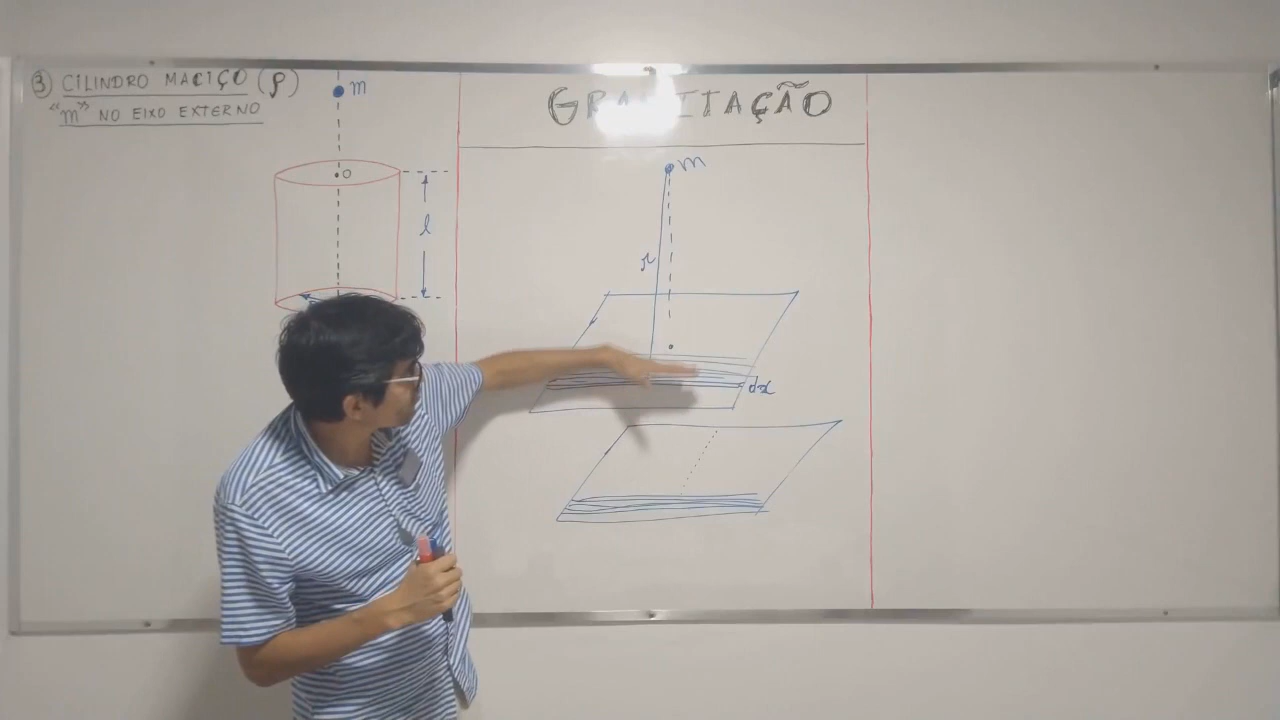 3) CILINDRO MACIÇO (ρ)
"m" NO EIXO EXTERNO
m
O
l
GRAVITAÇÃO
m
r
dx